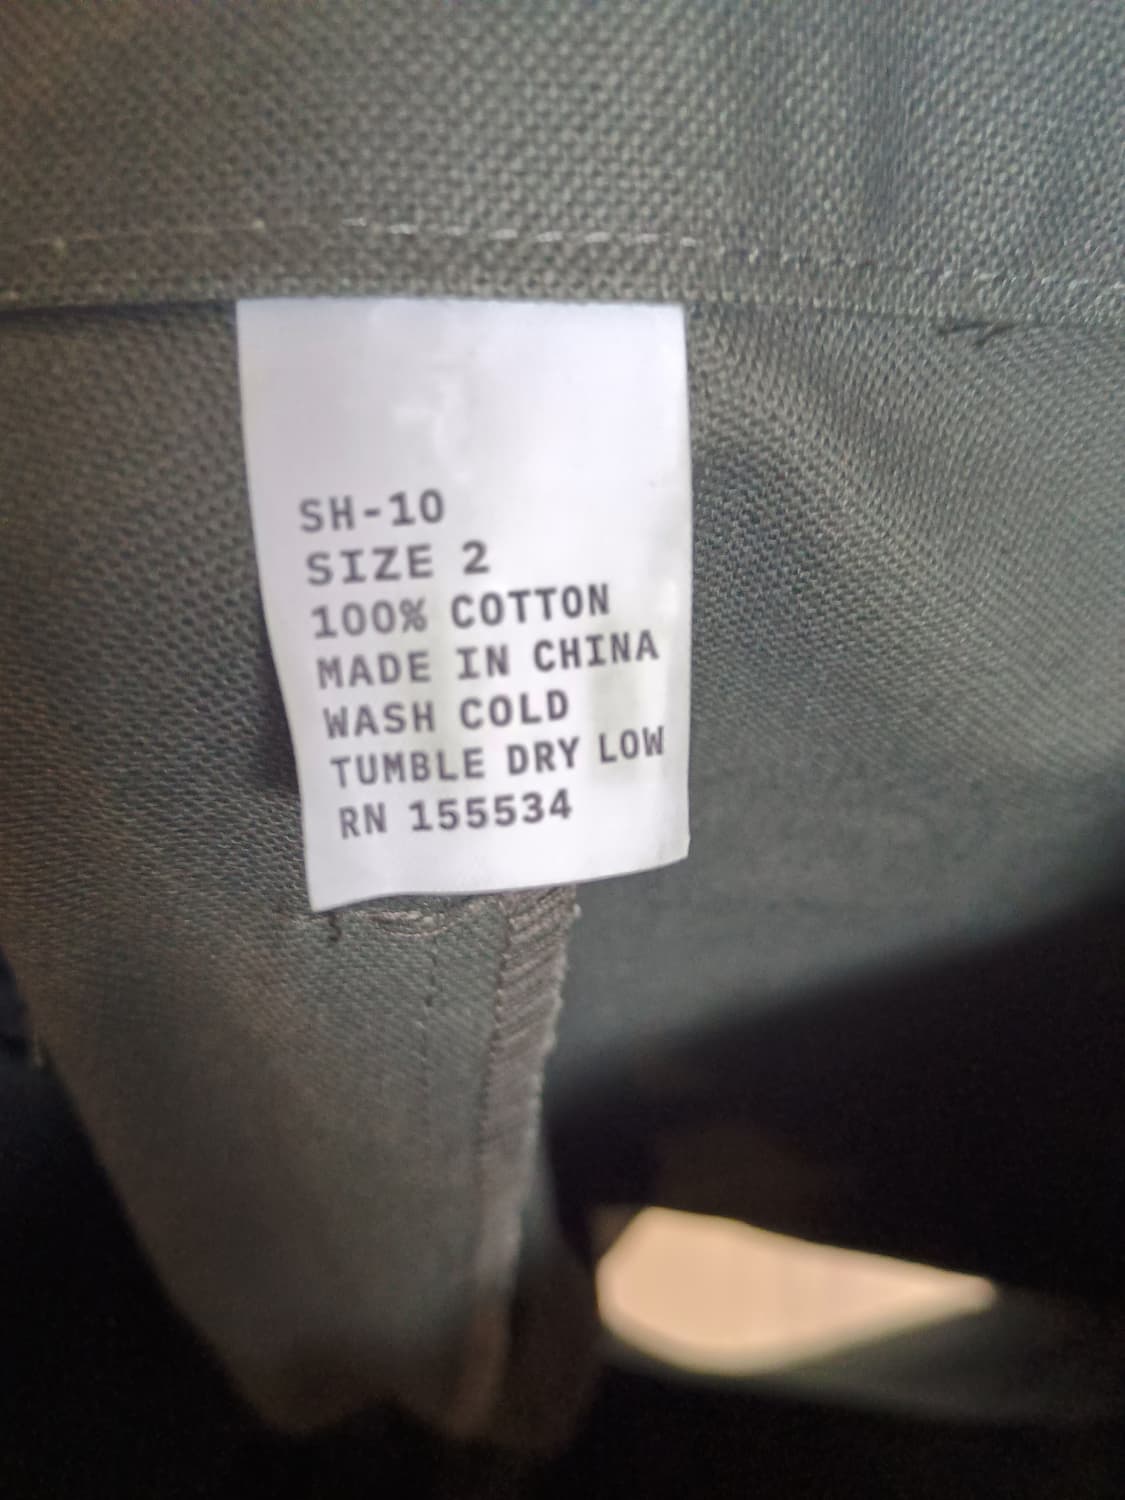 SH-10
SIZE 2
100% COTTON
MADE IN CHINA
WASH COLD
TUMBLE DRY LOW
RN 155534